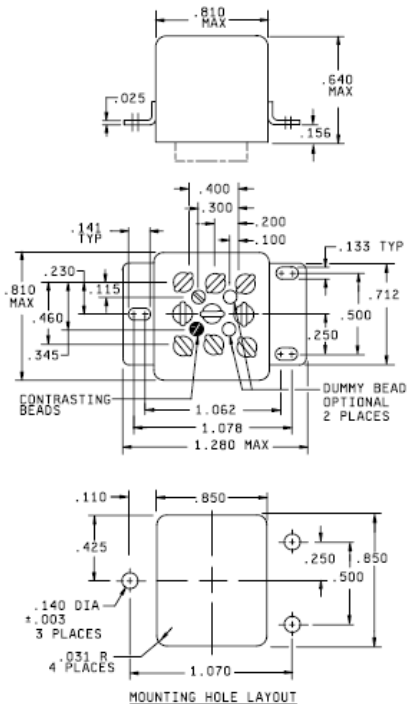 .810
MAX
.640
MAX
.025
.156
.400
.300
.200
.100
.141
TYP
.133 TYP
.230
.115
.810
MAX
.460
.345
.712
.500
.250
CONTRASTING
BEADS
DUMMY BEAD
OPTIONAL
2 PLACES
1.062
1.078
1.280 MAX
.110
.850
.425
.250
.850
.500
.140 DIA
±.003
3 PLACES
.031 R
4 PLACES
1.070
MOUNTING HOLE LAYOUT